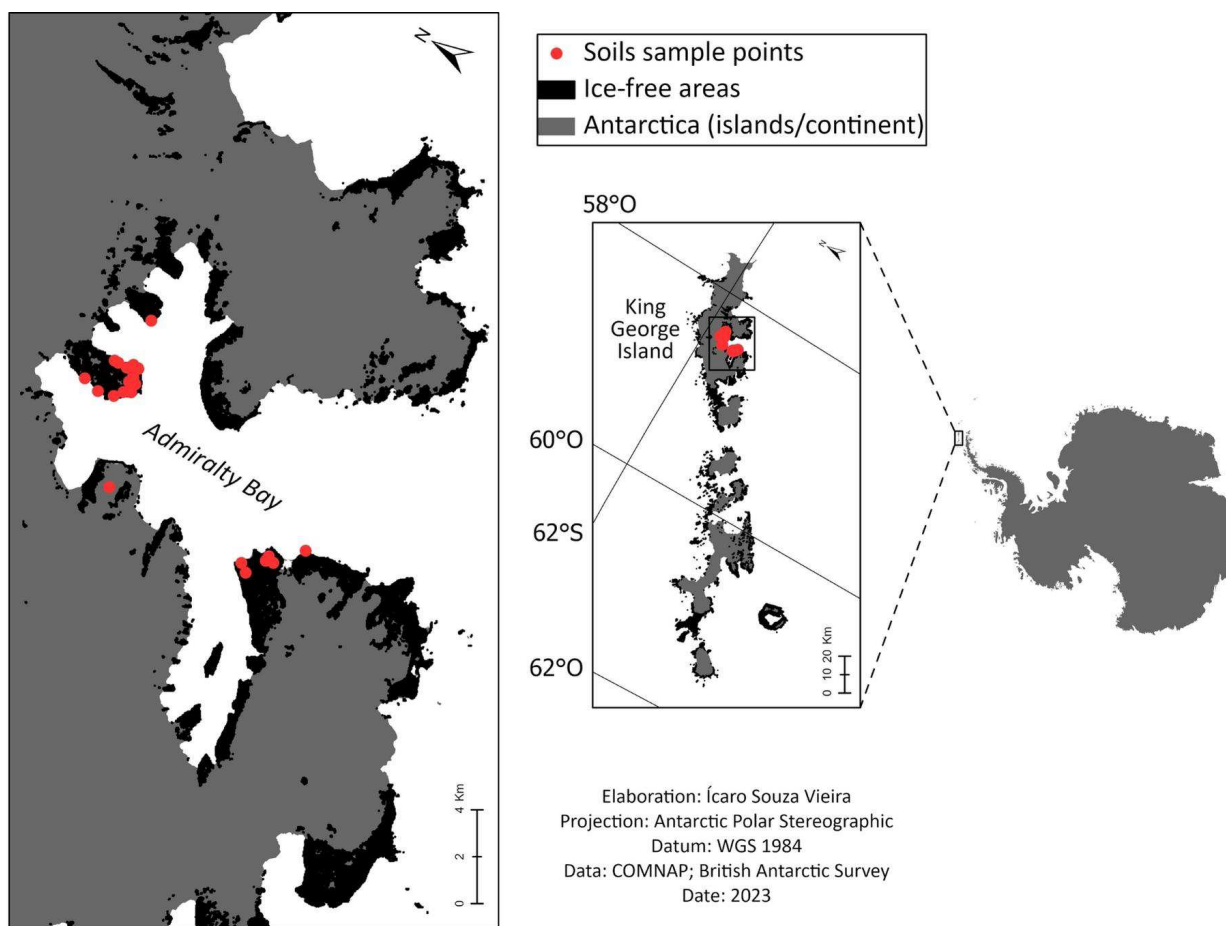 N
Admiralty Bay
0 2 4 Km
Soils sample points
Ice-free areas
Antarctica (islands/continent)
58°O
N
King
George
Island
60°O
62°S
62°O
0 10 20 Km
Elaboration: Ícaro Souza Vieira
Projection: Antarctic Polar Stereographic
Datum: WGS 1984
Data: COMNAP; British Antarctic Survey
Date: 2023